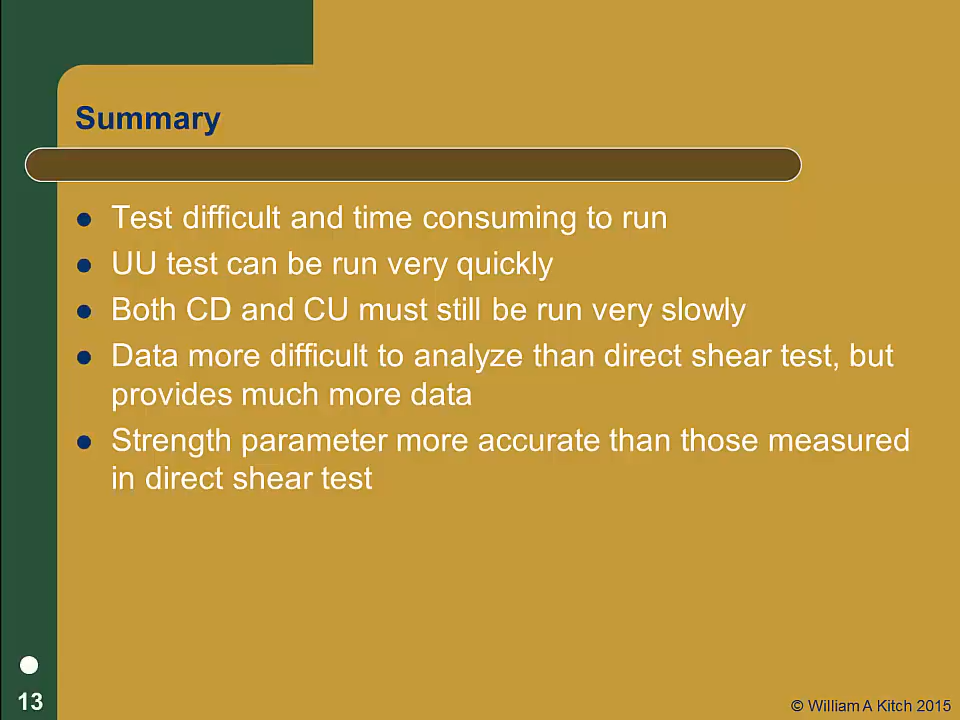 Summary
● Test difficult and time consuming to run
● UU test can be run very quickly
● Both CD and CU must still be run very slowly
● Data more difficult to analyze than direct shear test, but
provides much more data
● Strength parameter more accurate than those measured
in direct shear test
13
© William A Kitch 2015